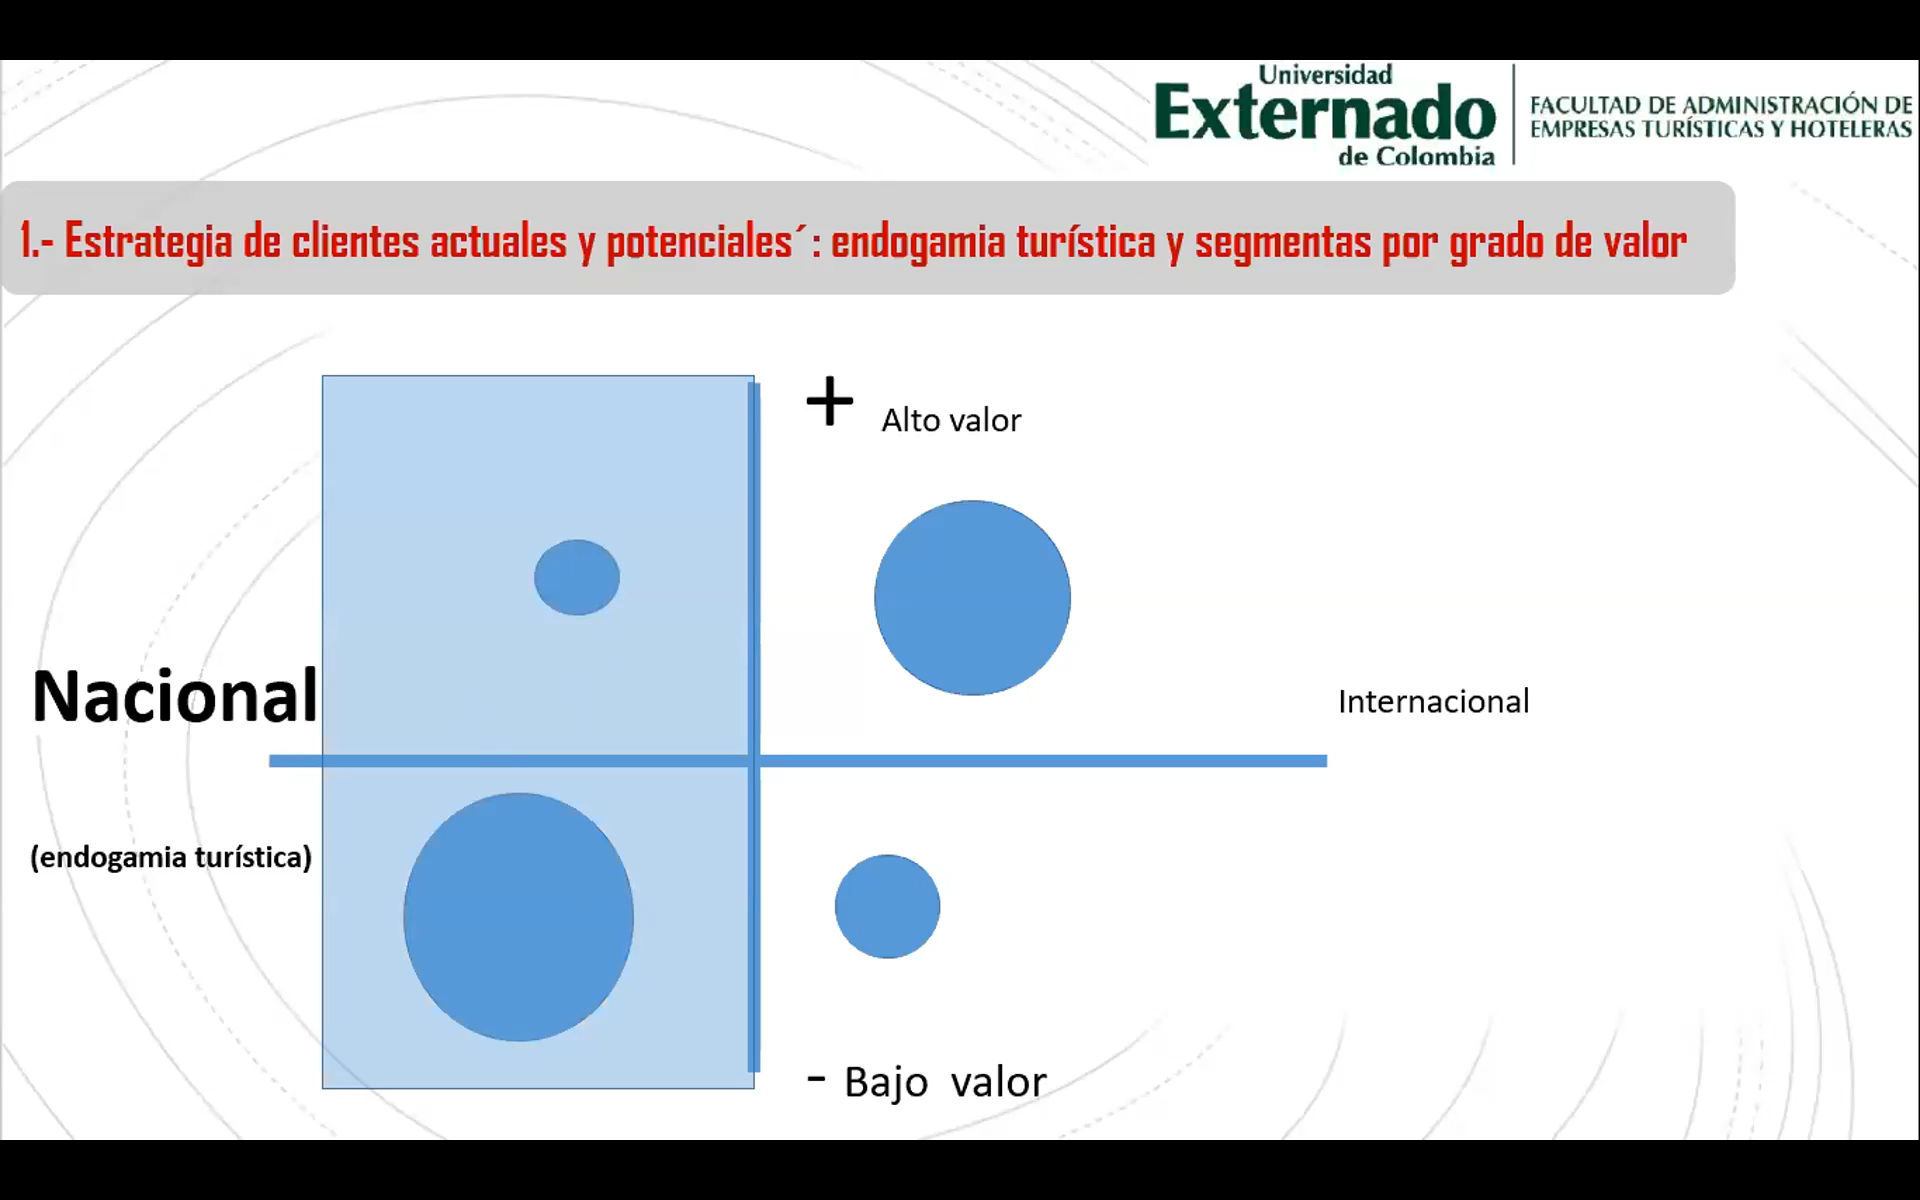 Universidad
Externado
de Colombia
FACULTAD DE ADMINISTRACIÓN DE
EMPRESAS TURÍSTICAS Y HOTELERAS
1.- Estrategia de clientes actuales y potenciales´: endogamia turística y segmentas por grado de valor
+ Alto valor
Nacional
Internacional
(endogamia turística)
- Bajo valor